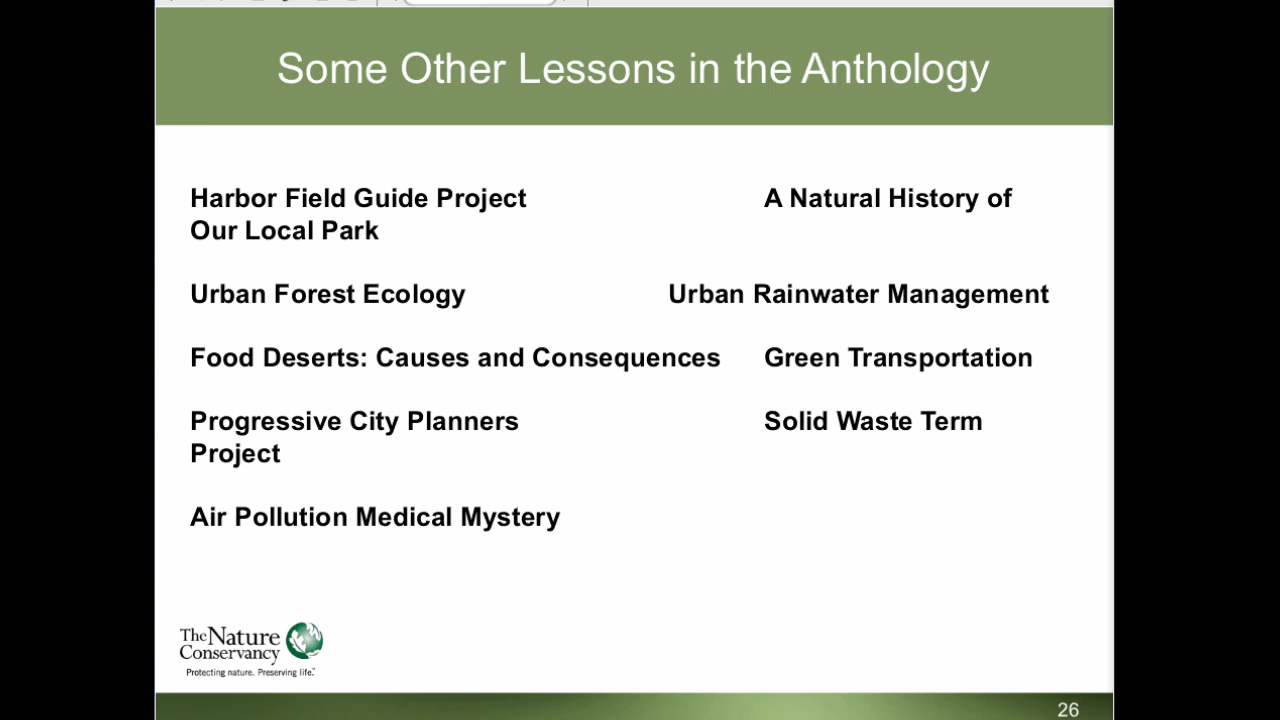 Some Other Lessons in the Anthology
Harbor Field Guide Project A Natural History of
Our Local Park
Urban Forest Ecology Urban Rainwater Management
Food Deserts: Causes and Consequences Green Transportation
Progressive City Planners Solid Waste Term
Project
Air Pollution Medical Mystery
The Nature
Conservancy
Protecting nature. Preserving life.™
26